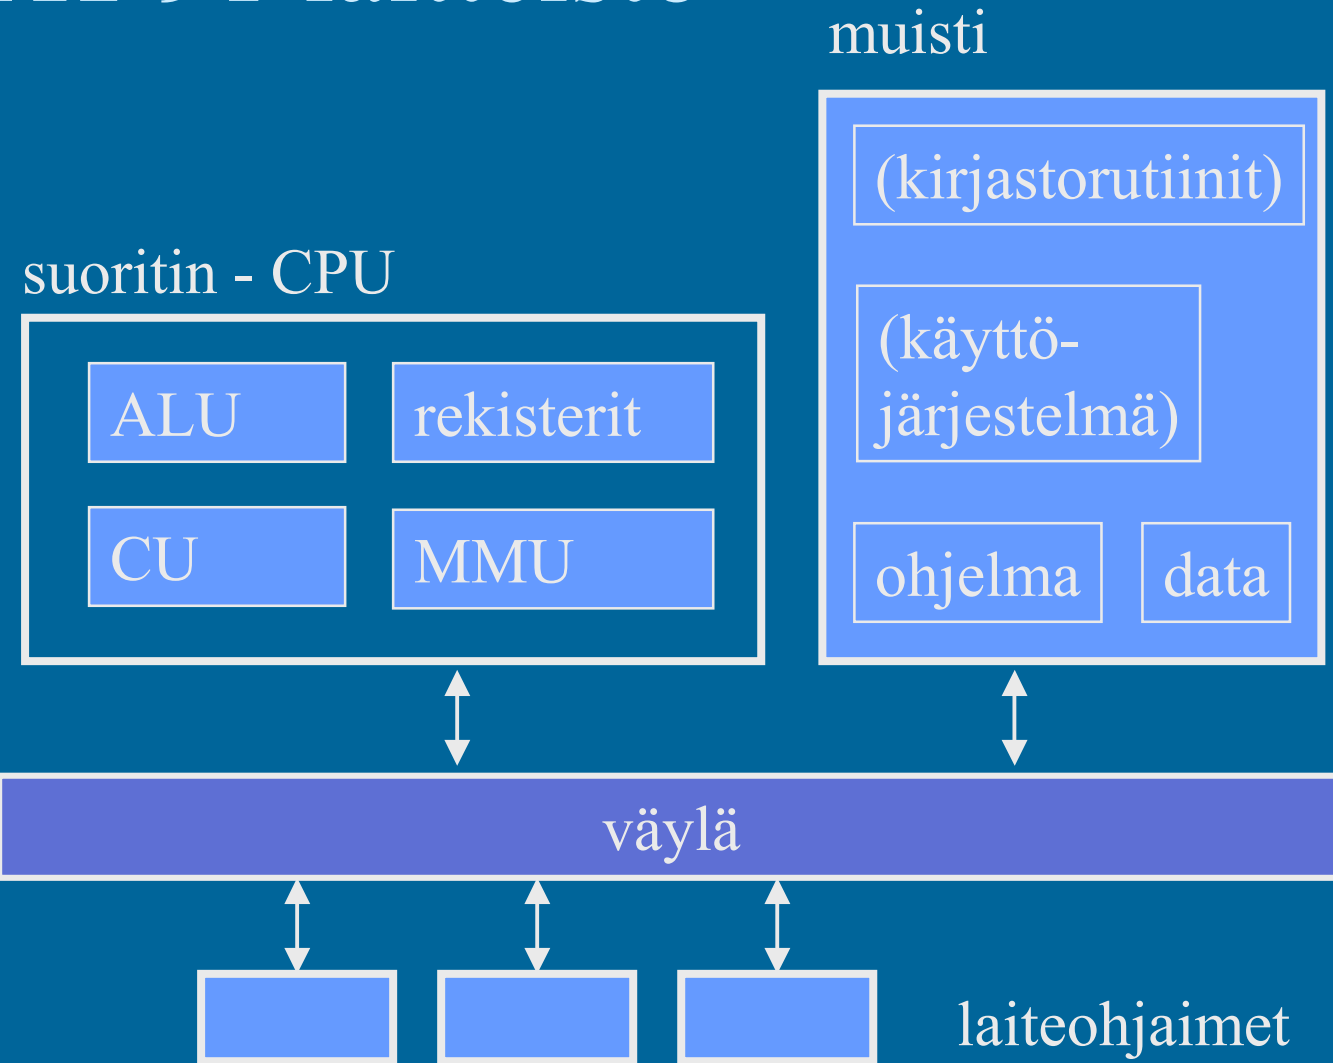 muisti
(kirjastorutiinit)
suoritin - CPU
(käyttö-
järjestelmä)
ALU
rekisterit
CU
MMU
ohjelma
data
väylä
laiteohjaimet